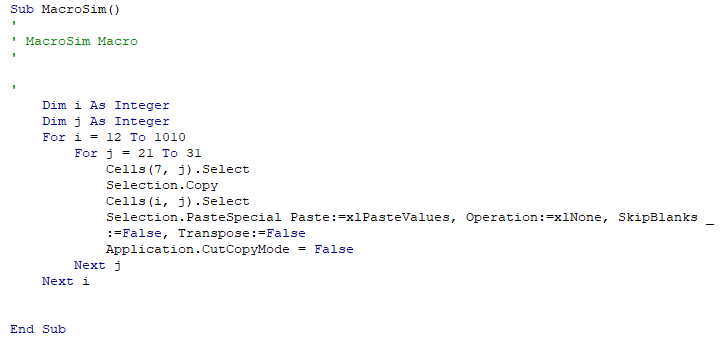 Sub MacroSim()
'
' MacroSim Macro
'

'
    Dim i As Integer
    Dim j As Integer
    For i = 12 To 1010
        For j = 21 To 31
            Cells(7, j).Select
            Selection.Copy
            Cells(i, j).Select
            Selection.PasteSpecial Paste:=xlPasteValues, Operation:=xlNone, SkipBlanks _
            :=False, Transpose:=False
            Application.CutCopyMode = False
        Next j
    Next i


End Sub